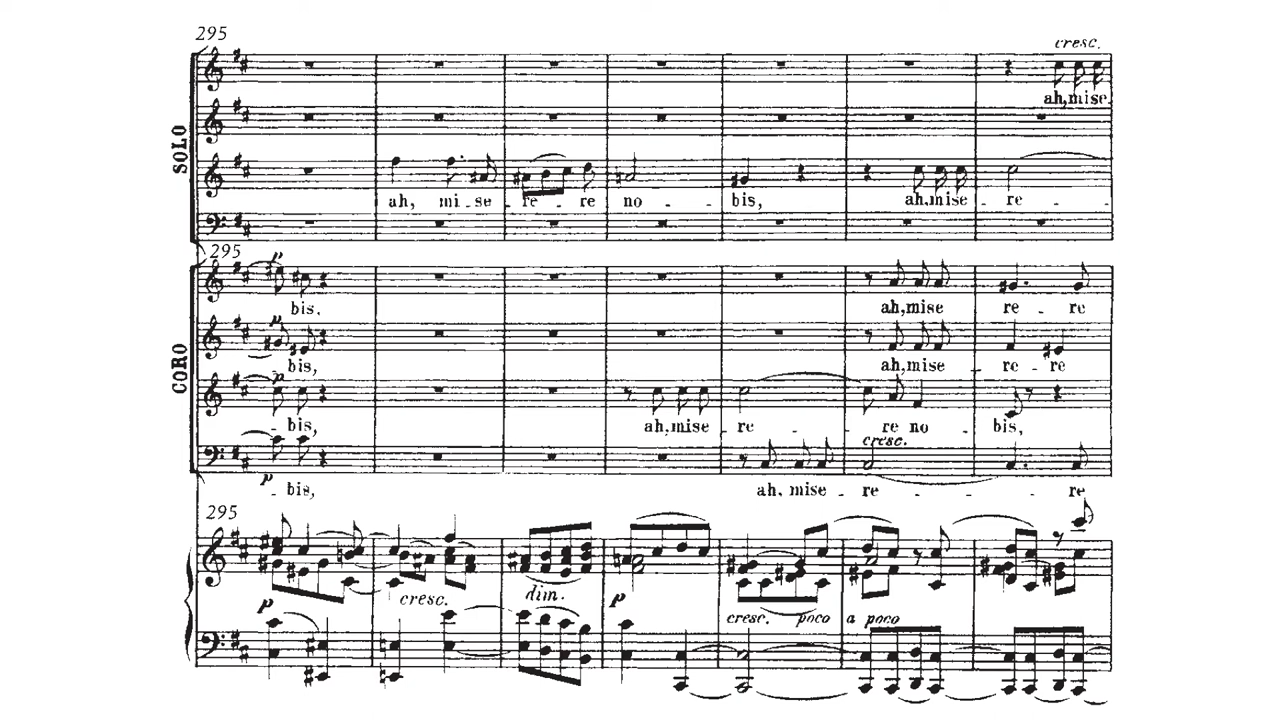 295
cresc.
ah,mise.
SOLO
ah, mi-se-re-re no-bis, ah,mise-re-
295
p
bis. ah,mise re-re
p
bis, ah,mise re-re
CORO
p
-bis, ah,mise-re-re no-bis,
cresc.
p
-bis, ah, mise-re-re
295
p cresc. dim. p
cresc. poco a poco